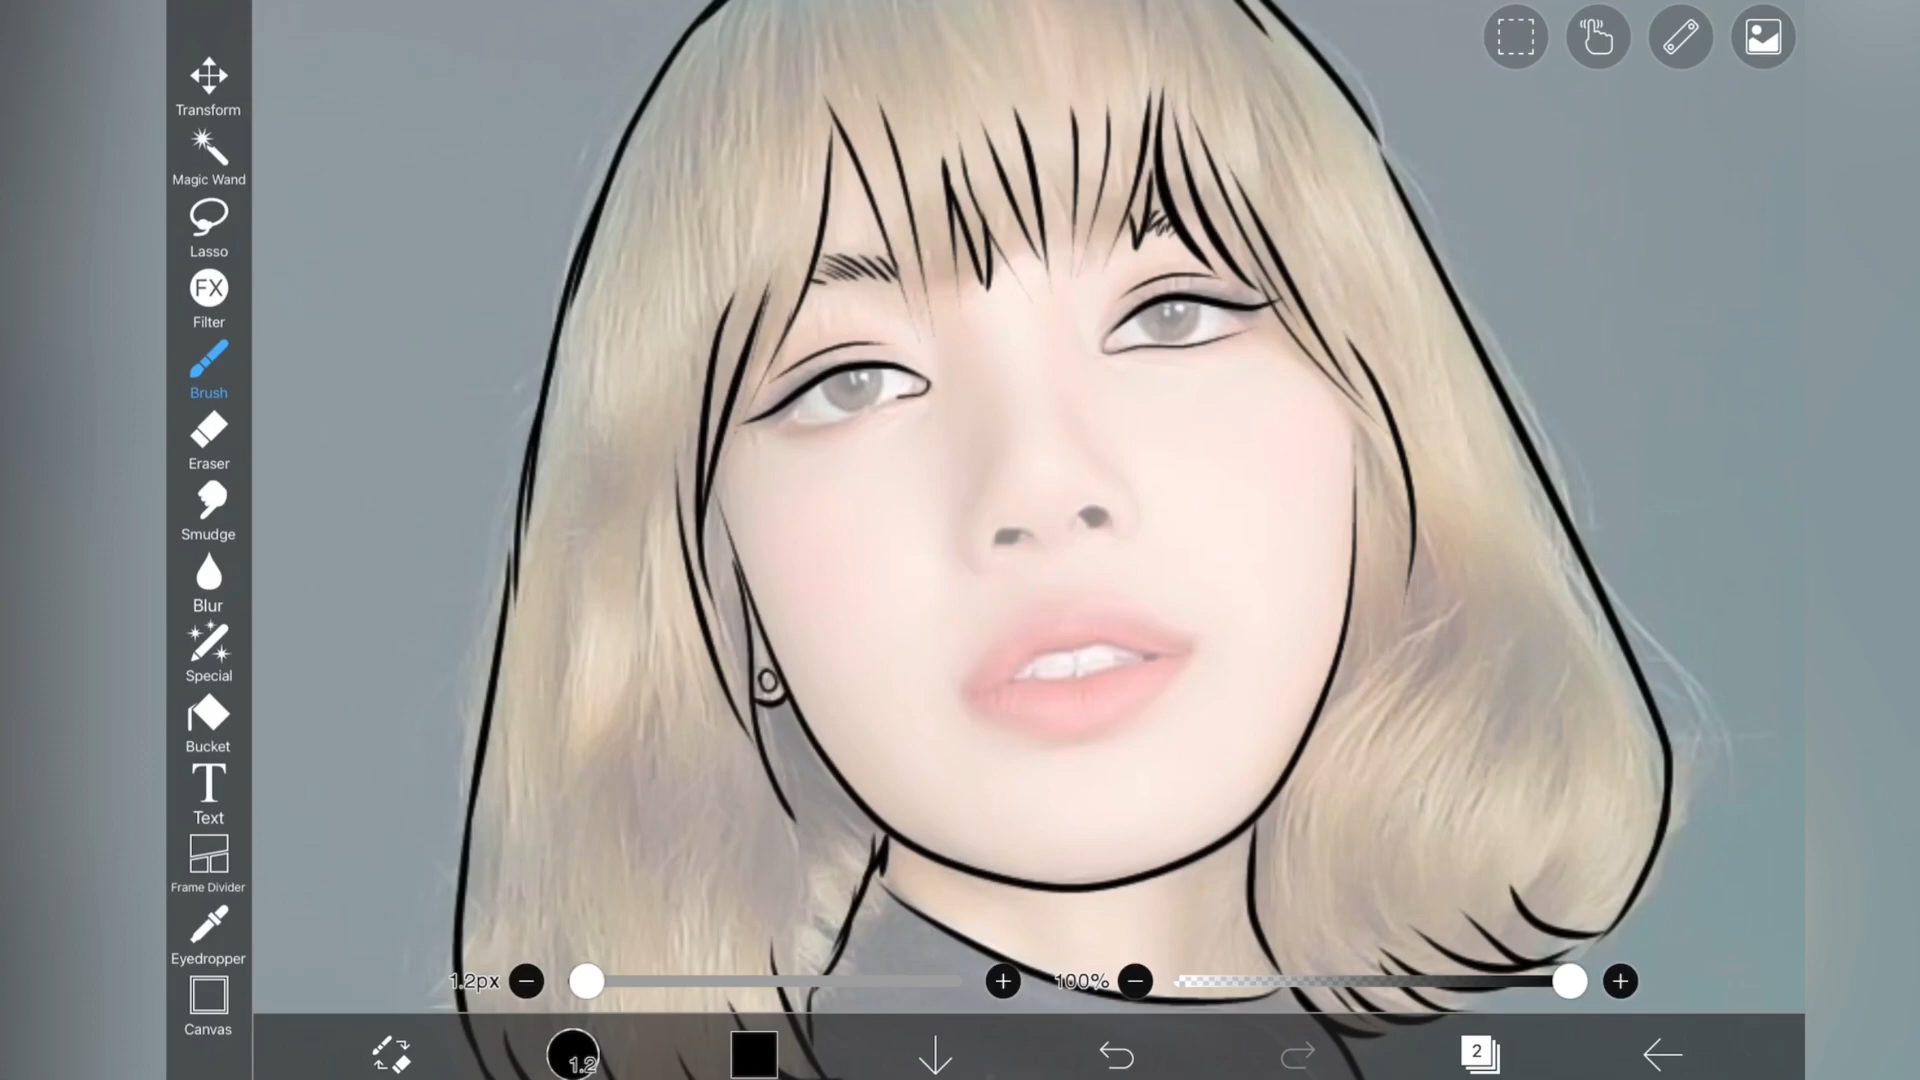 Transform
Magic Wand
Lasso
FX
Filter
Brush
Eraser
Smudge
Blur
Special
Bucket
T
Text
Frame Divider
Eyedropper
Canvas
1.2px
100%
1.2
2